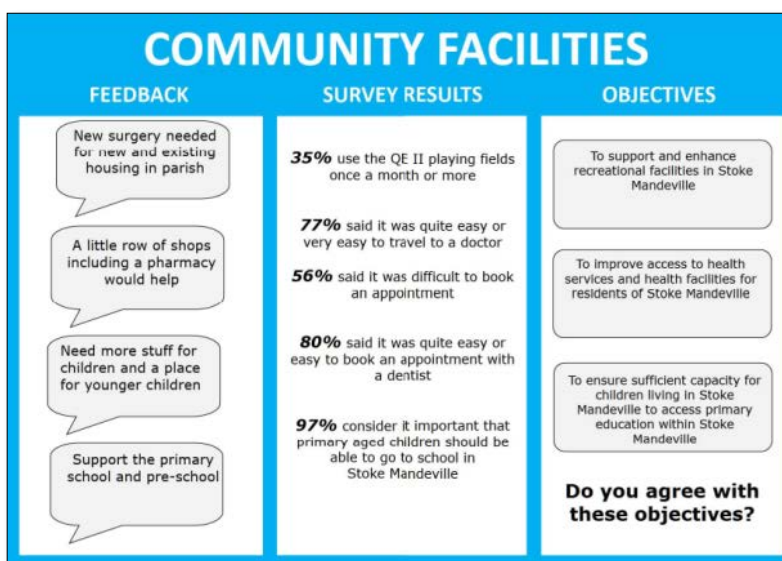 COMMUNITY FACILITIES
FEEDBACK
New surgery needed
for new and existing
housing in parish
A little row of shops
including a pharmacy
would help
Need more stuff for
children and a place
for younger children
Support the primary
school and pre-school
SURVEY RESULTS
35% use the QE II playing fields
once a month or more
77% said it was quite easy or
very easy to travel to a doctor
56% said it was difficult to book
an appointment
80% said it was quite easy or
easy to book an appointment with
a dentist
97% consider it important that
primary aged children should be
able to go to school in
Stoke Mandeville
OBJECTIVES
To support and enhance
recreational facilities in Stoke
Mandeville
To improve access to health
services and health facilities for
residents of Stoke Mandeville
To ensure sufficient capacity for
children living in Stoke
Mandeville to access primary
education within Stoke
Mandeville
Do you agree with
these objectives?